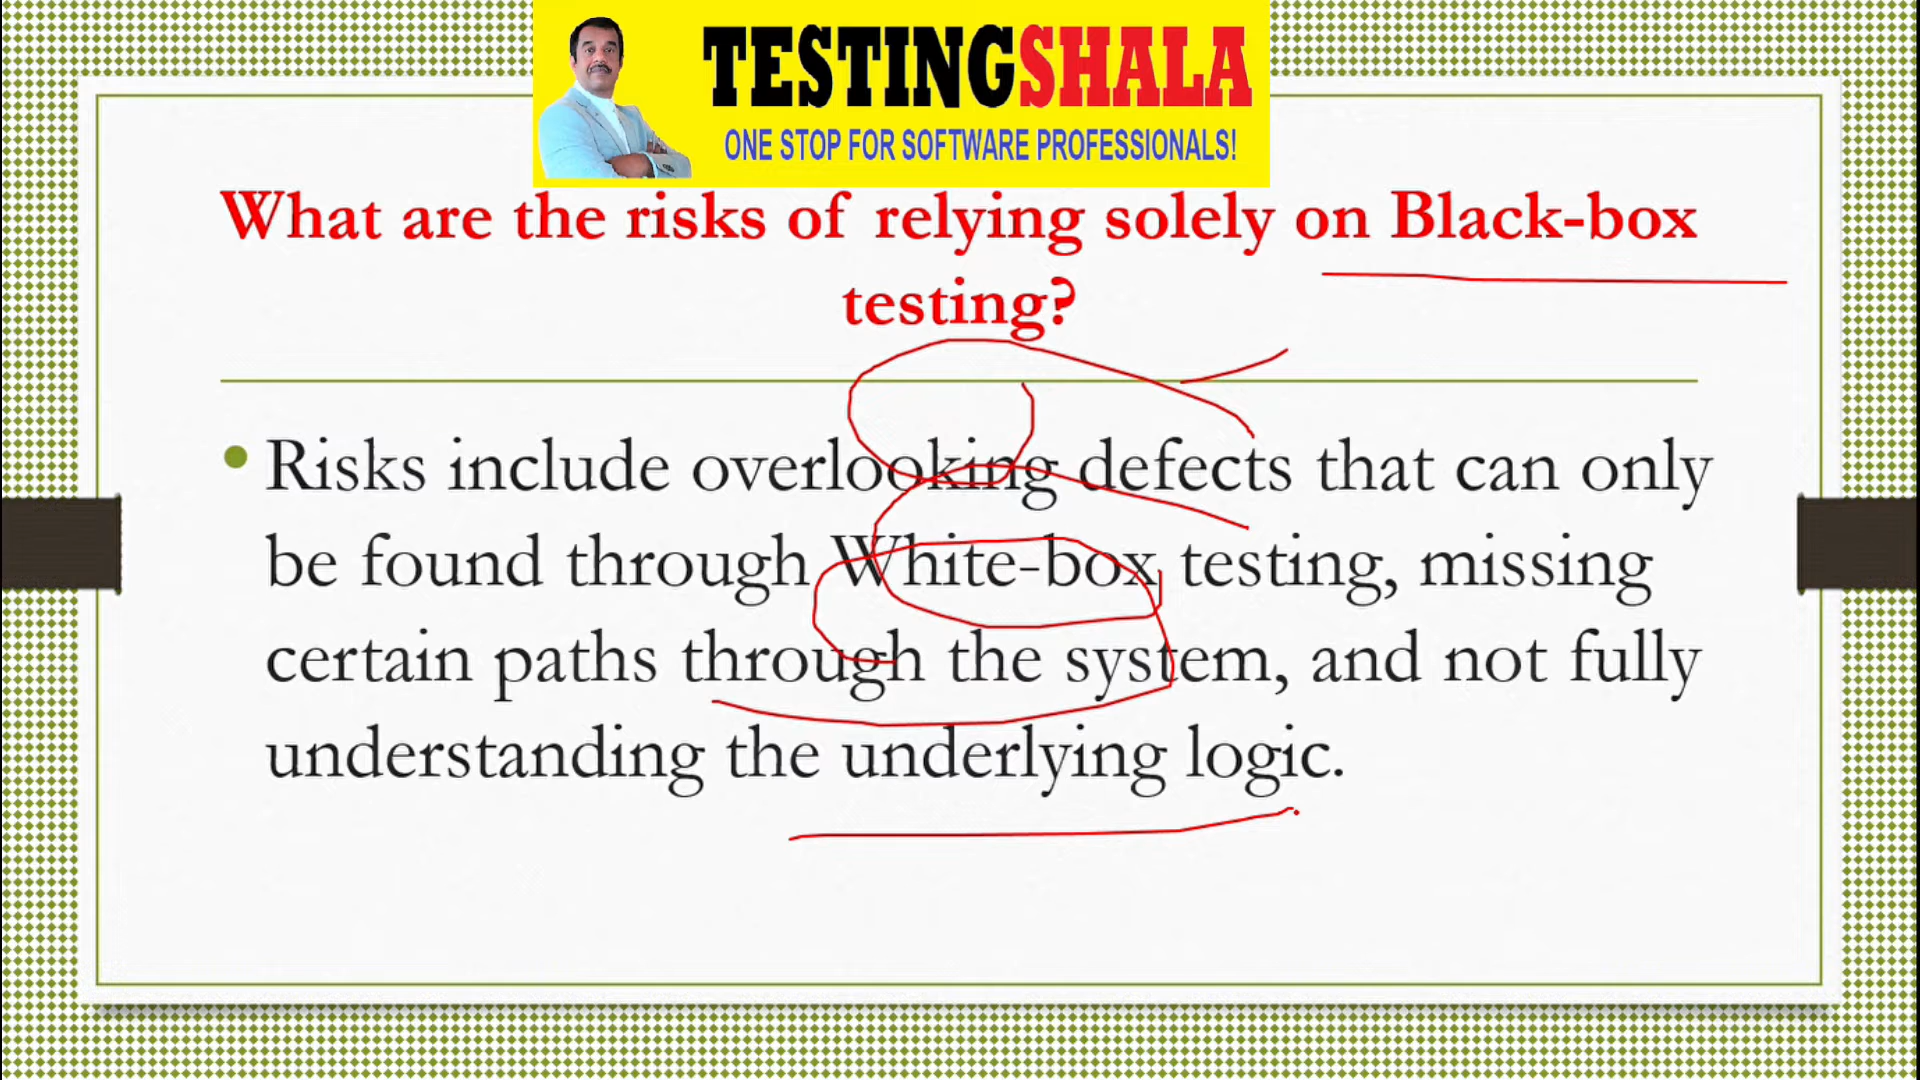 TESTINGSHALA
ONE STOP FOR SOFTWARE PROFESSIONALS!
What are the risks of relying solely on Black-box
testing?
• Risks include overlooking defects that can only
be found through White-box testing, missing
certain paths through the system, and not fully
understanding the underlying logic.